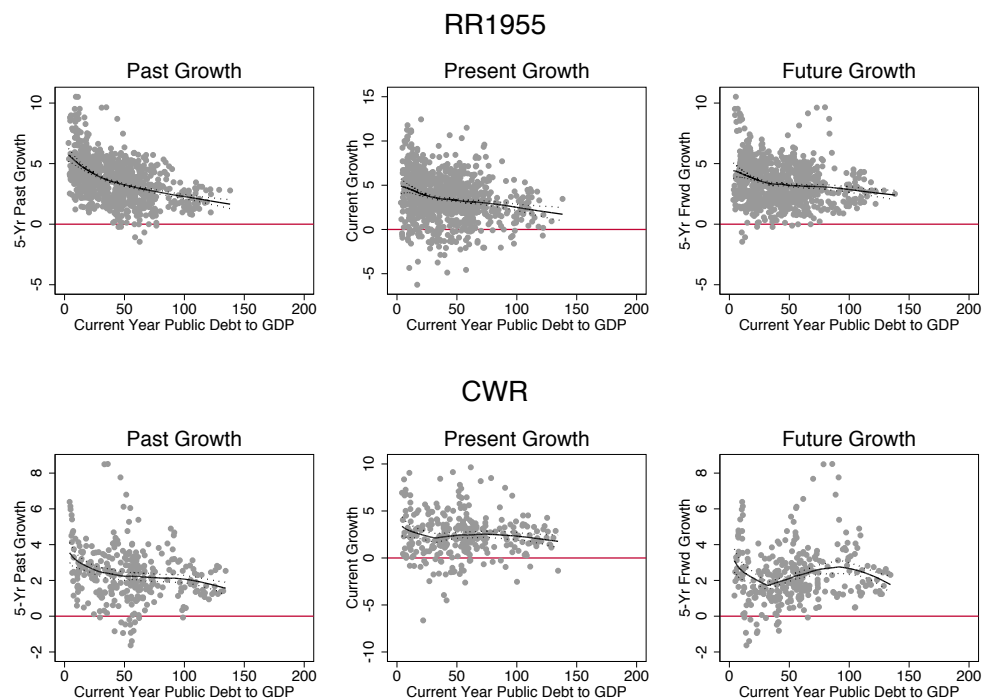 RR1955
Past Growth
5-Yr Past Growth
10
5
0
-5
0 50 100 150 200
Current Year Public Debt to GDP
Present Growth
Current Growth
15
10
5
0
-5
0 50 100 150 200
Current Year Public Debt to GDP
Future Growth
5-Yr Frwd Growth
10
5
0
-5
0 50 100 150 200
Current Year Public Debt to GDP
CWR
Past Growth
5-Yr Past Growth
8
6
4
2
0
-2
0 50 100 150 200
Current Year Public Debt to GDP
Present Growth
Current Growth
10
5
0
-5
-10
0 50 100 150 200
Current Year Public Debt to GDP
Future Growth
5-Yr Frwd Growth
8
6
4
2
0
-2
0 50 100 150 200
Current Year Public Debt to GDP